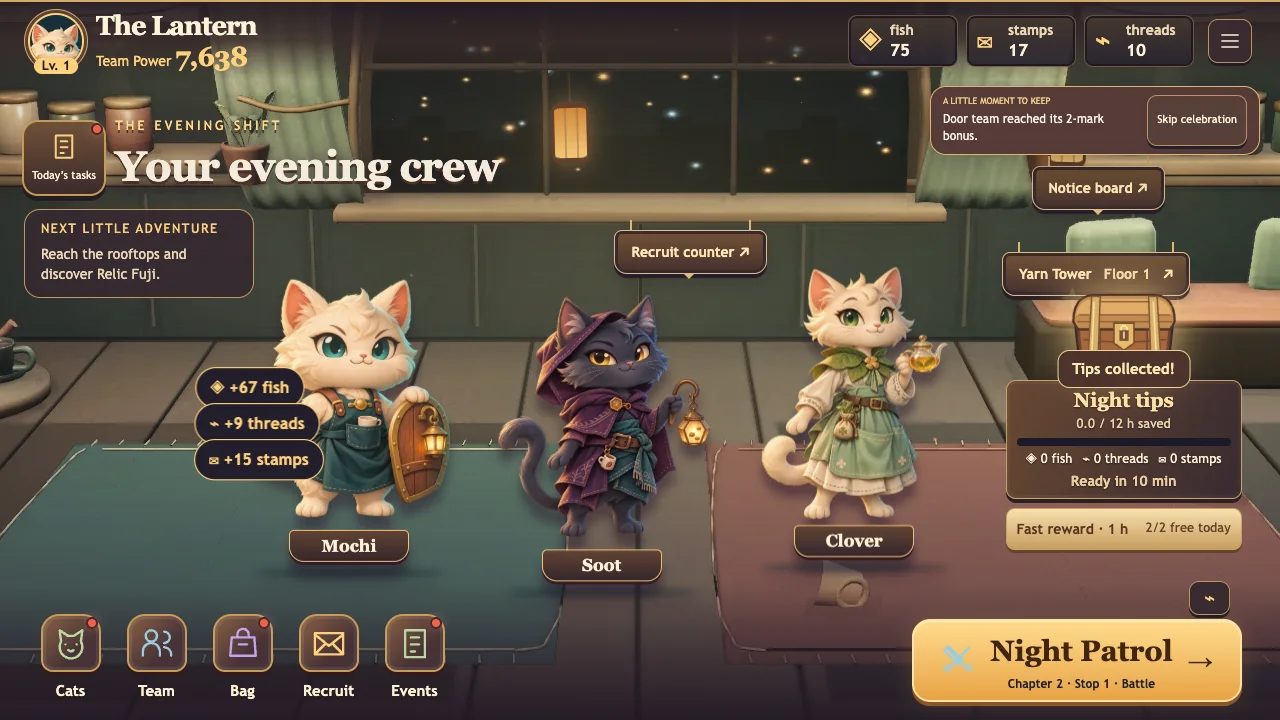 The Lantern
Team Power 7,638
Lv. 1
fish
75
stamps
17
threads
10
A LITTLE MOMENT TO KEEP
Door team reached its 2-mark
bonus.
Skip celebration
THE EVENING SHIFT
Your evening crew
Today's tasks
NEXT LITTLE ADVENTURE
Reach the rooftops and
discover Relic Fuji.
Notice board ↗
Recruit counter ↗
Yarn Tower Floor 1 ↗
Tips collected!
Night tips
0.0 / 12 h saved
0 fish 0 threads 0 stamps
Ready in 10 min
Fast reward · 1 h 2/2 free today
+67 fish
+9 threads
+15 stamps
Mochi
Soot
Clover
Cats
Team
Bag
Recruit
Events
Night Patrol →
Chapter 2 · Stop 1 · Battle